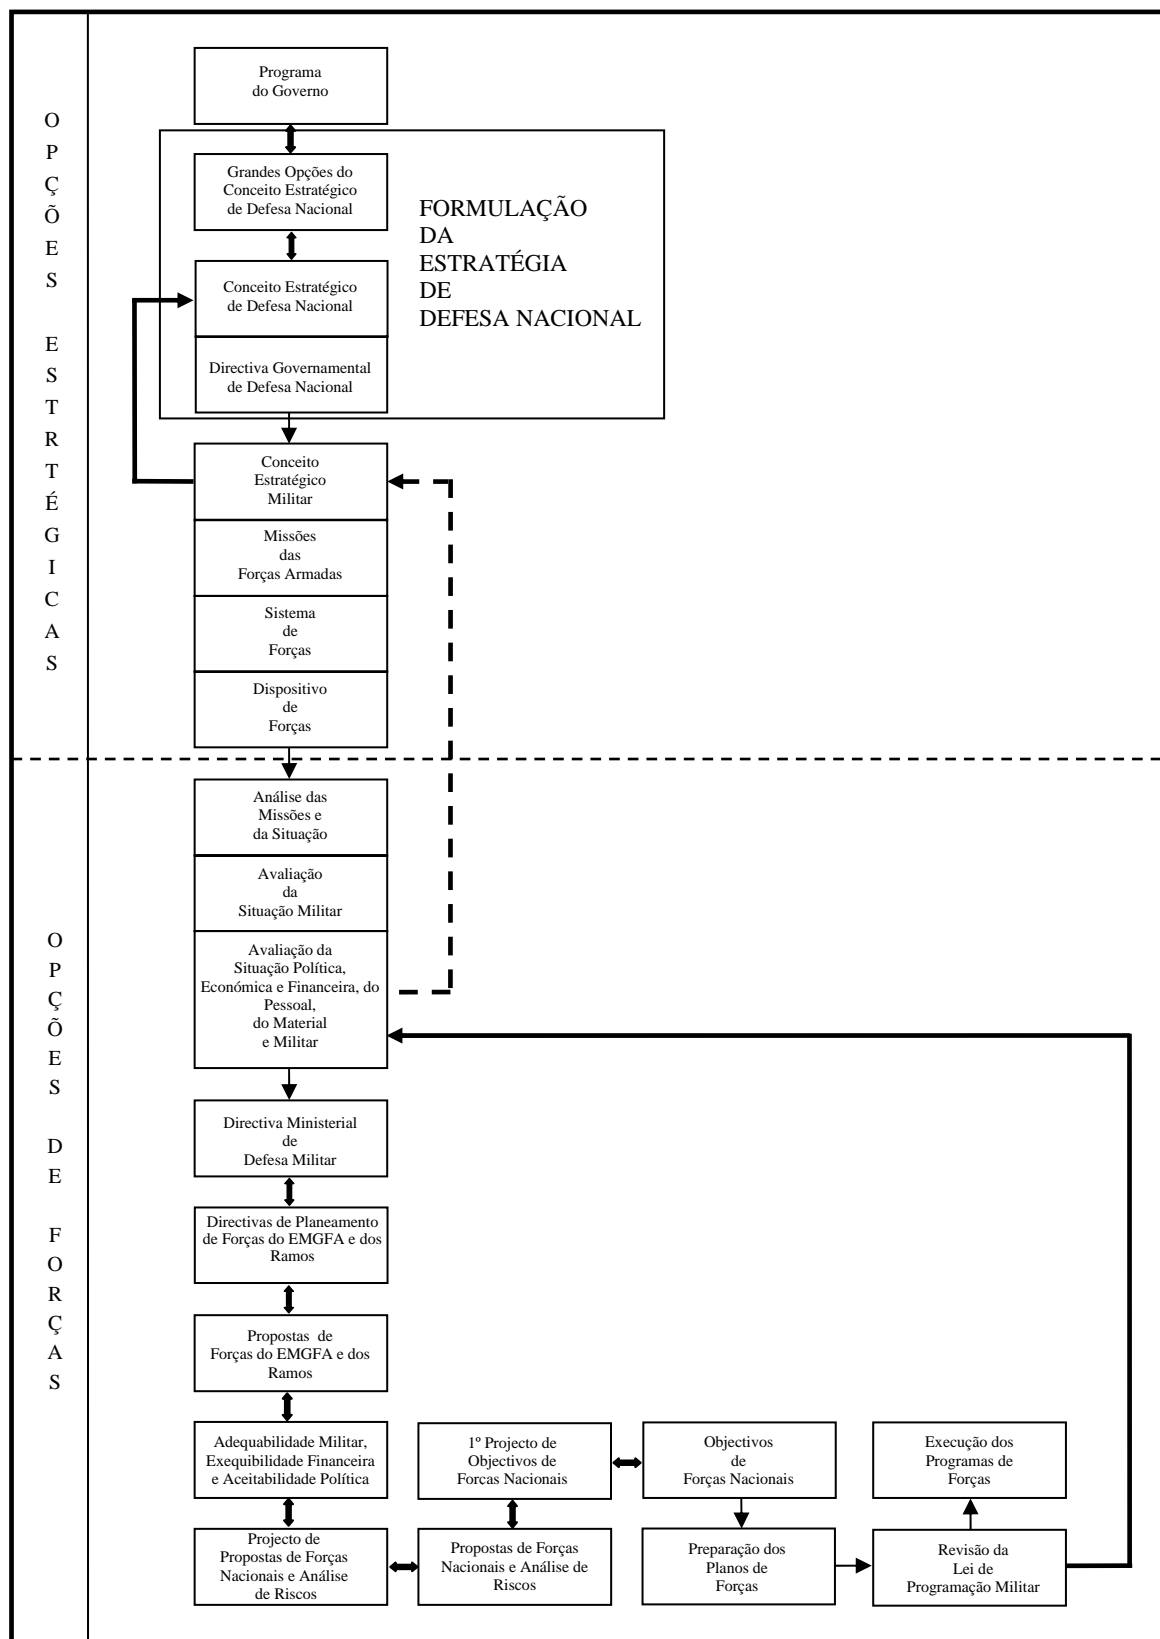 OPÇÕES ESTRTÉGICAS
Programa
do Governo
Grandes Opções do
Conceito Estratégico
de Defesa Nacional
FORMULAÇÃO
DA
ESTRATÉGIA
DE
DEFESA NACIONAL
Conceito Estratégico
de Defesa Nacional
Directiva Governamental
de Defesa Nacional
Conceito
Estratégico
Militar
Missões
das
Forças Armadas
Sistema
de
Forças
Dispositivo
de
Forças
OPÇÕES DE FORÇAS
Análise das
Missões e
da Situação
Avaliação
da
Situação Militar
Avaliação da
Situação Política,
Económica e Financeira, do
Pessoal,
do Material
e Militar
Directiva Ministerial
de
Defesa Militar
Directivas de Planeamento
de Forças do EMGFA e dos
Ramos
Propostas de
Forças do EMGFA e dos
Ramos
Adequabilidade Militar,
Exequibilidade Financeira
e Aceitabilidade Política
1º Projecto de
Objectivos de
Forças Nacionais
Objectivos
de
Forças Nacionais
Execução dos
Programas de
Forças
Projecto de
Propostas de Forças
Nacionais e Análise
de Riscos
Propostas de Forças
Nacionais e Análise de
Riscos
Preparação dos
Planos de
Forças
Revisão da
Lei de
Programação Militar